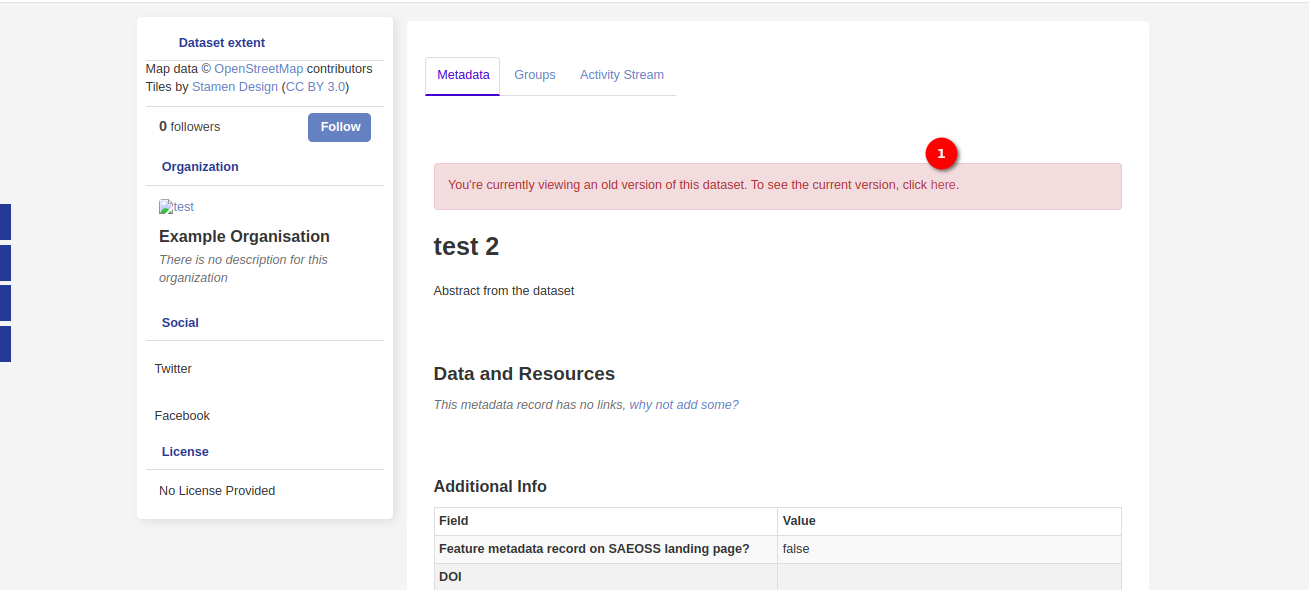 Dataset extent
Map data © OpenStreetMap contributors
Tiles by Stamen Design (CC BY 3.0)
0 followers
Follow
Organization
test
Example Organisation
There is no description for this
organization
Social
Twitter
Facebook
License
No License Provided
Metadata Groups Activity Stream
1
You're currently viewing an old version of this dataset. To see the current version, click here.
test 2
Abstract from the dataset
Data and Resources
This metadata record has no links, why not add some?
Additional Info
Field Value
Feature metadata record on SAEOSS landing page? false
DOI